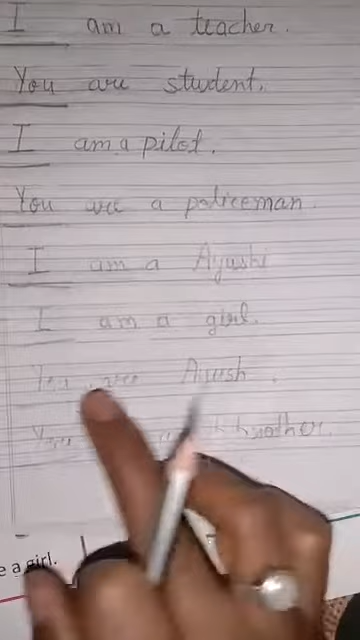 I am a teacher.
You are student.
I am a pilot.
You are a policeman.
I am a Ayushi
I am a girl.
You are Ayush.
You brother.
e a girl.